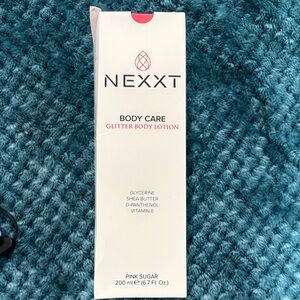 NEXXT
BODY CARE
GLITTER BODY LOTION
GLYCERINE
SHEA BUTTER
D-PANTHENOL
VITAMIN E
PINK SUGAR
200 ml ℮ (6.7 Fl. Oz.)